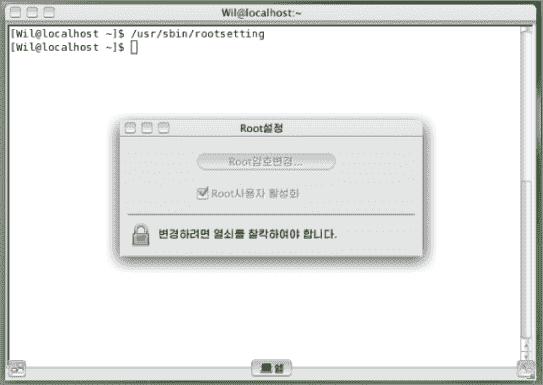 Wil@localhost:~
[Wil@localhost ~]$ /usr/sbin/rootsetting
[Wil@localhost ~]$
Root설정
Root암호변경...
Root사용자 활성화
변경하려면 열쇠를 찰칵하여야 합니다.